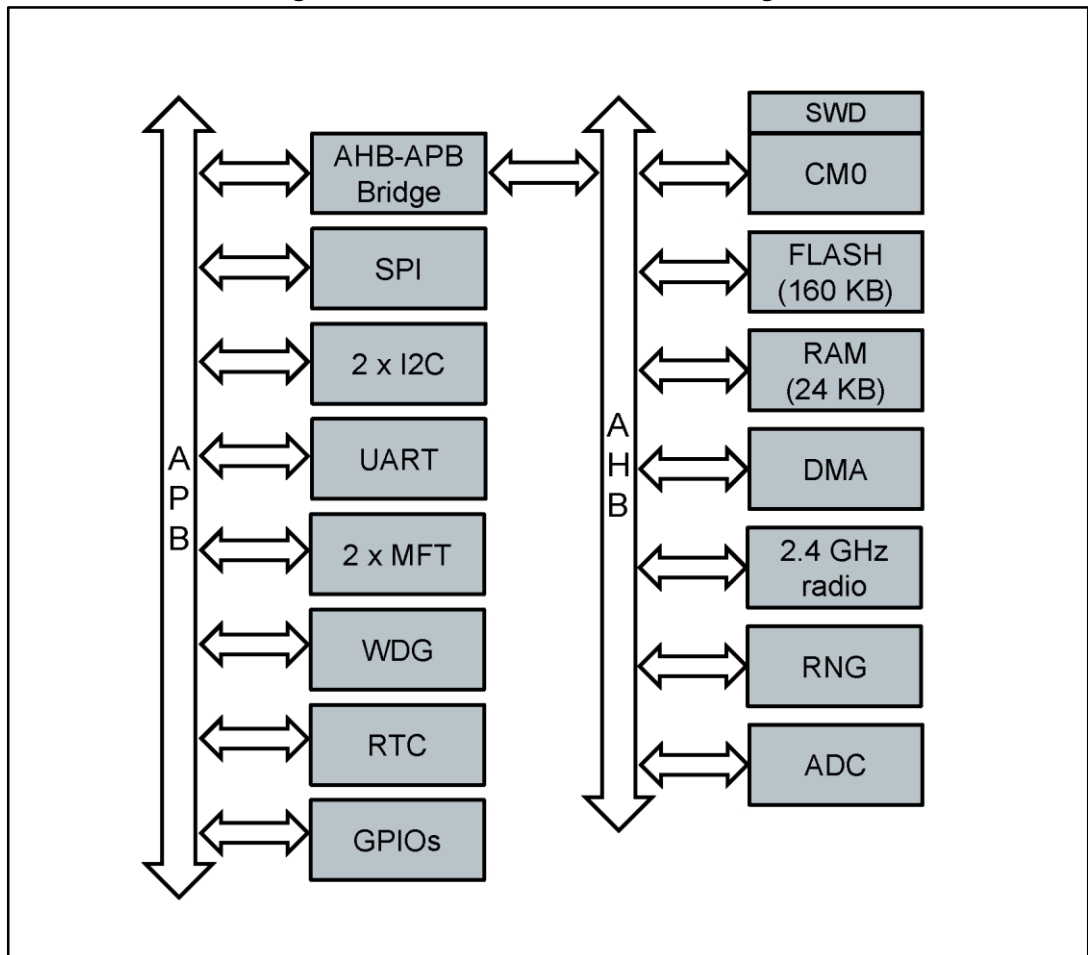 A
P
B
AHB-APB
Bridge
SPI
2 x I2C
UART
2 x MFT
WDG
RTC
GPIOs
A
H
B
SWD
CM0
FLASH
(160 KB)
RAM
(24 KB)
DMA
2.4 GHz
radio
RNG
ADC